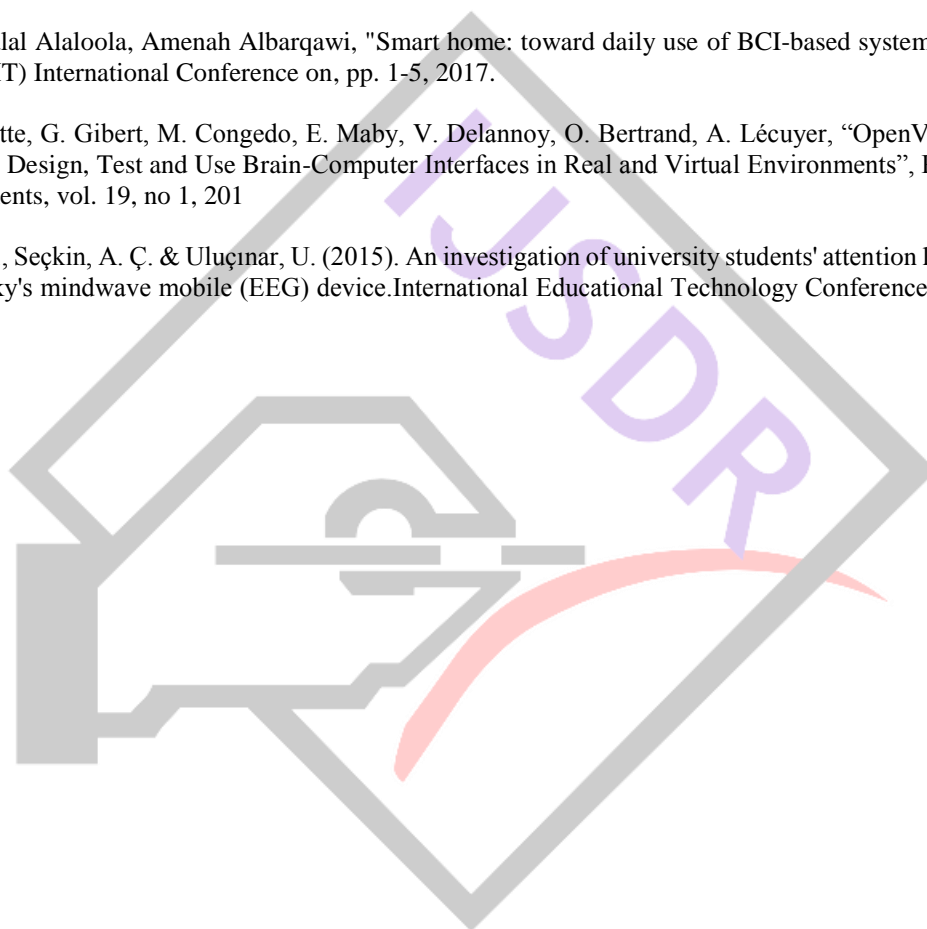 lal Alaloola, Amenah Albarqawi, "Smart home: toward daily use of BCI-based system
T) International Conference on, pp. 1-5, 2017.
tte, G. Gibert, M. Congedo, E. Maby, V. Delannoy, O. Bertrand, A. Lécuyer, “OpenV
Design, Test and Use Brain-Computer Interfaces in Real and Virtual Environments”,
ents, vol. 19, no 1, 201
, Seçkin, A. Ç. & Uluçınar, U. (2015). An investigation of university students' attention
ky's mindwave mobile (EEG) device.International Educational Technology Conference
IJSDR